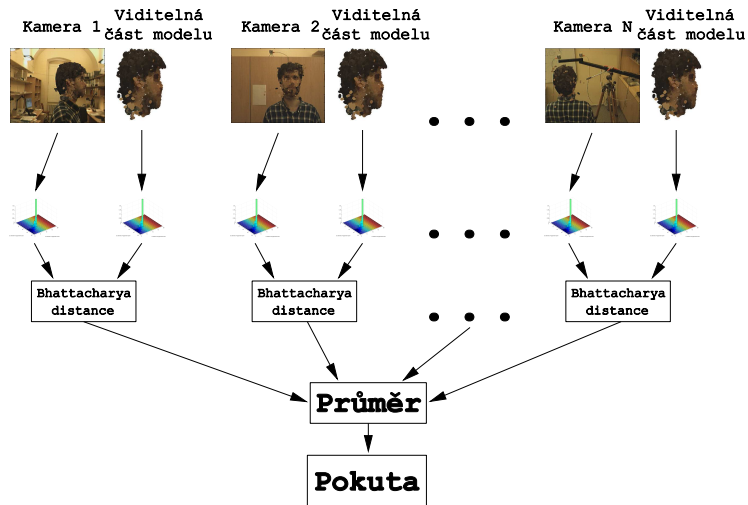 Kamera 1
Viditelná
část modelu
Kamera 2
Viditelná
část modelu
Kamera N
Viditelná
část modelu
Bhattacharya
distance
Bhattacharya
distance
Bhattacharya
distance
Průměr
Pokuta